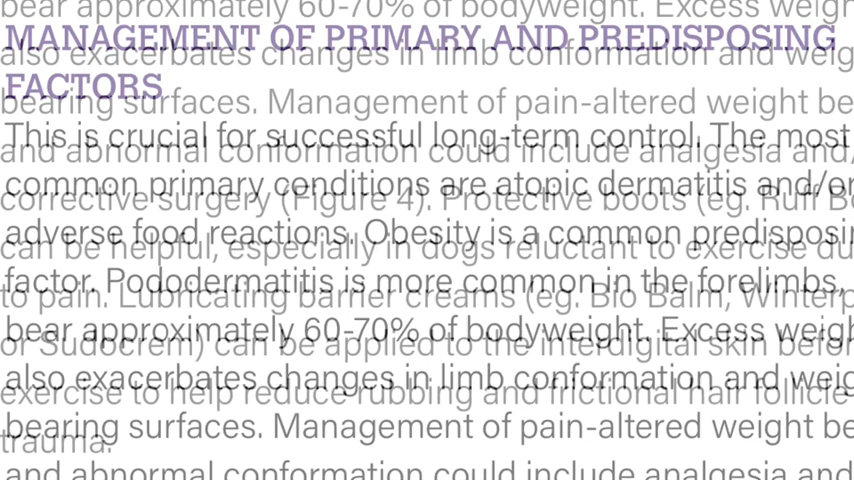 bear approximately 60-70% of bodyweight. Excess weigh
MANAGEMENT OF PRIMARY AND PREDISPOSING
also exacerbates changes in limb conformation and weig
FACTORS
bearing surfaces. Management of pain-altered weight be
This is crucial for successful long-term control. The most
and abnormal conformation could include analgesia and/
common primary conditions are atopic dermatitis and/or
corrective surgery (Figure 4). Protective boots (eg. Ruff B
adverse food reactions. Obesity is a common predisposin
can be helpful, especially in dogs reluctant to exercise du
factor. Pododermatitis is more common in the forelimbs,
to pain. Lubricating barrier creams (eg. Bio Balm, Winterp
bear approximately 60-70% of bodyweight. Excess weigh
or Sudocrem) can be applied to the interdigital skin befor
also exacerbates changes in limb conformation and weig
exercise to help reduce rubbing and frictional hair follicle
bearing surfaces. Management of pain-altered weight be
trauma.
and abnormal conformation could include analgesia and